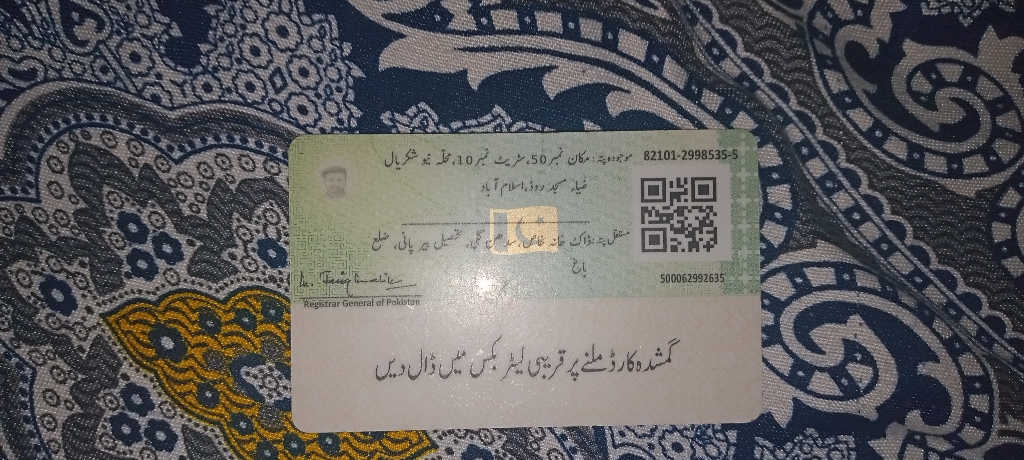 82101-2998535-5
موجودہ پتہ: مکان نمبر 50، سٹریٹ نمبر 10، محلہ نیو شکریال
ضیاء مسجد روڈ، اسلام آباد
مستقل پتہ: ڈاک خانہ خاص، گلی، تحصیل بیر پانی، ضلع
باغ
500062992635
Registrar General of Pakistan
گمشدہ کارڈ ملنے پر قریبی لیٹر بکس میں ڈال دیں